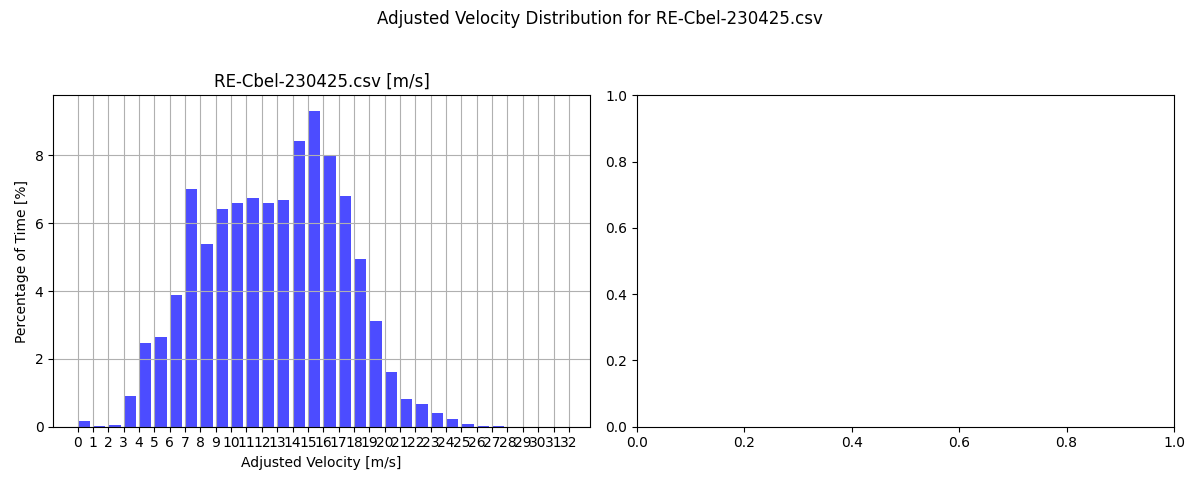 Adjusted Velocity Distribution for RE-Cbel-230425.csv
RE-Cbel-230425.csv [m/s]
Percentage of Time [%]
8
6
4
2
0
0 1 2 3 4 5 6 7 8 9 10 11 12 13 14 15 16 17 18 19 20 21 22 23 24 25 26 27 28 29 30 31 32
Adjusted Velocity [m/s]
1.0
0.8
0.6
0.4
0.2
0.0
0.0 0.2 0.4 0.6 0.8 1.0